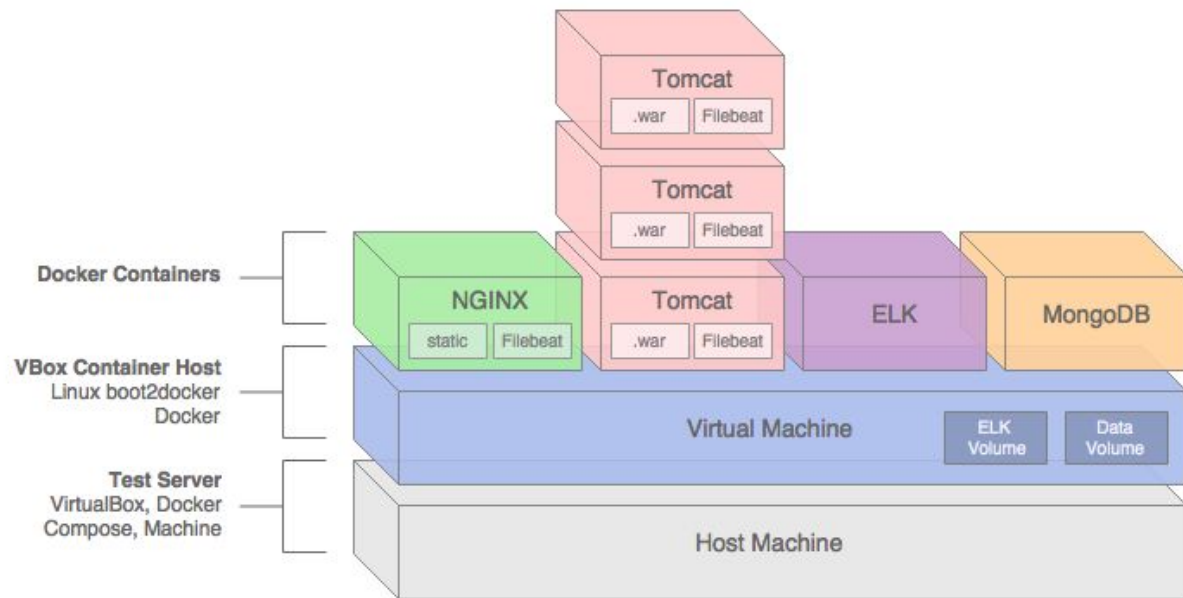 Tomcat
.war
Filebeat
Tomcat
.war
Filebeat
Docker Containers
NGINX
static
Filebeat
Tomcat
.war
Filebeat
ELK
MongoDB
VBox Container Host
Linux boot2docker
Docker
Virtual Machine
ELK
Volume
Data
Volume
Test Server
VirtualBox, Docker
Compose, Machine
Host Machine